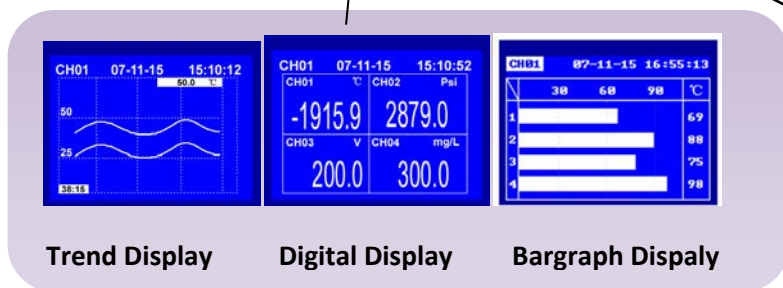 CH01 07-11-15 15:10:12
50.0 ℃
50
25
38:15
CH01 07-11-15 15:10:52
CH01 ℃ CH02 Psi
-1915.9 2879.0
CH03 V CH04 mg/L
200.0 300.0
CH01 07-11-15 16:55:13
30 60 90 ℃
1 69
2 88
3 75
4 98
Trend Display Digital Display Bargraph Dispaly